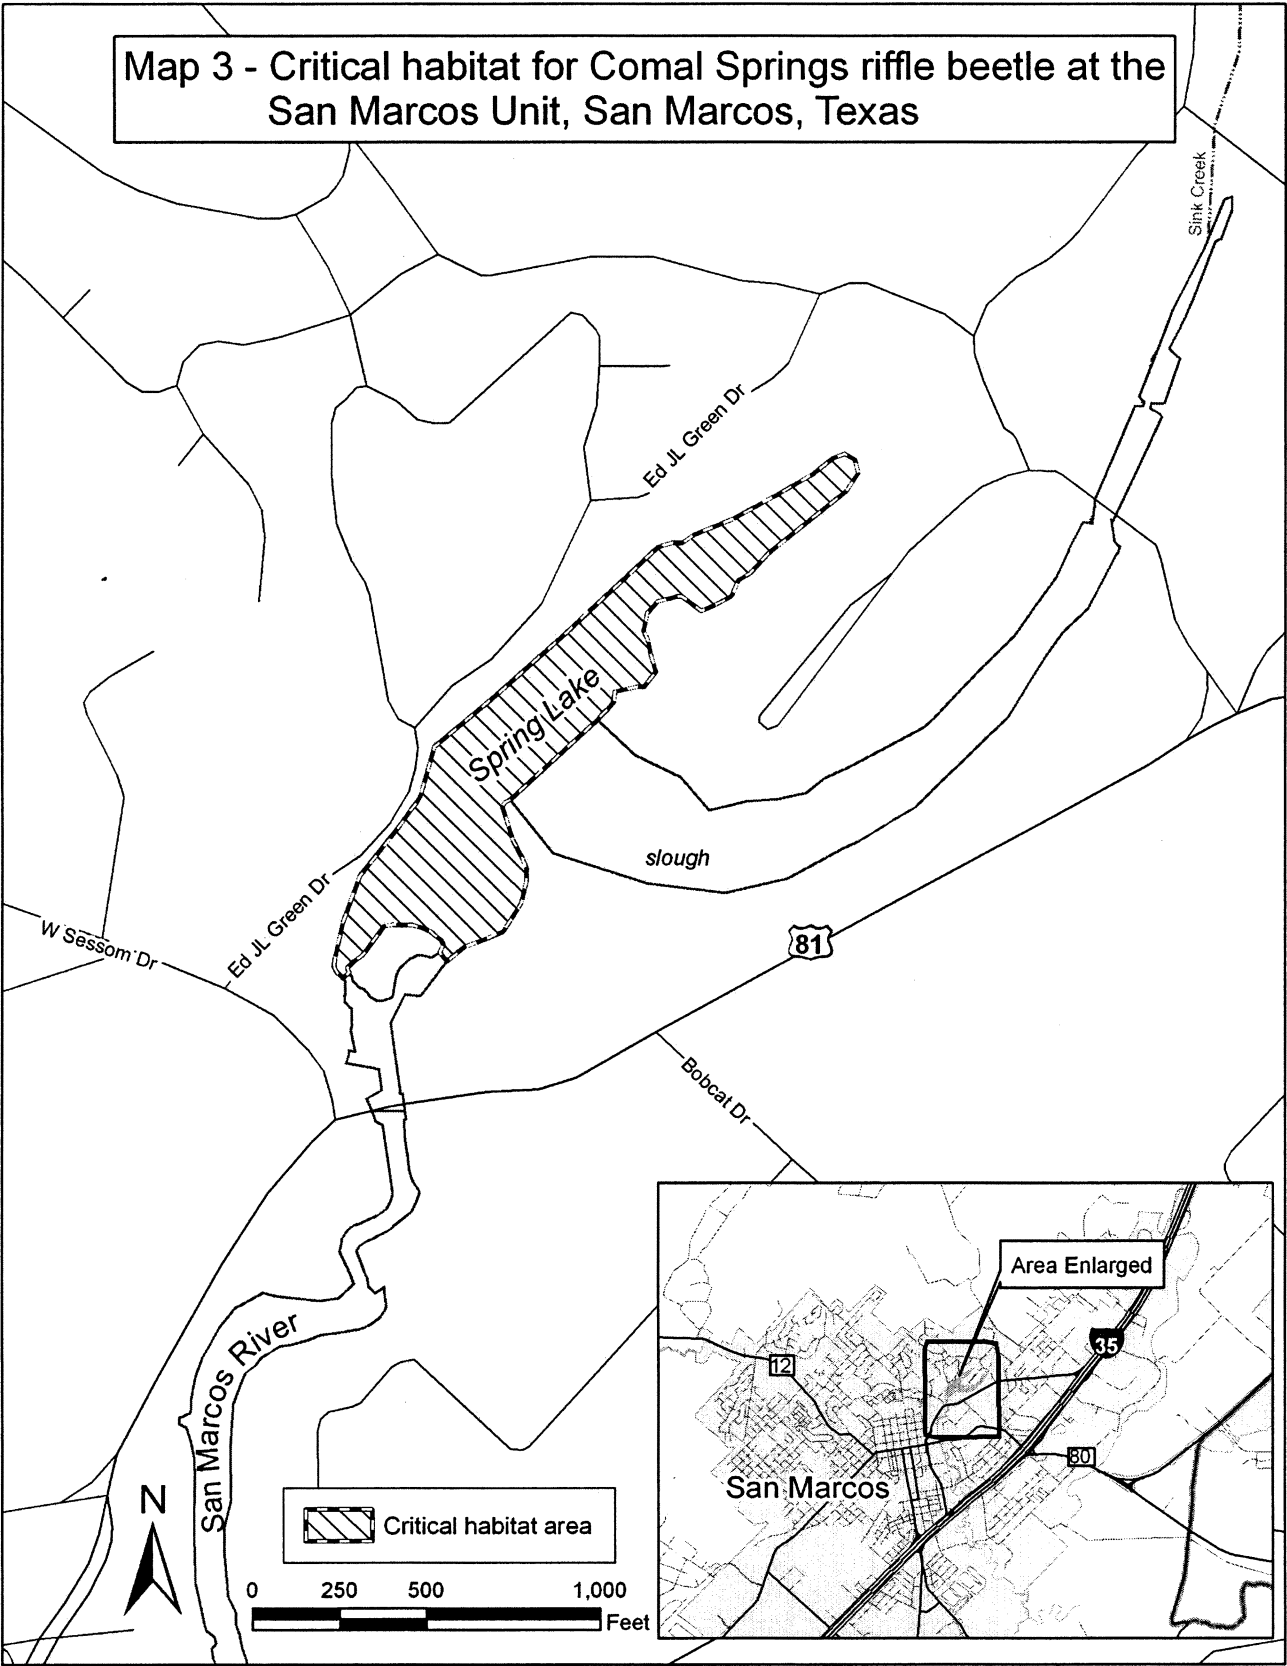 Map 3 - Critical habitat for Comal Springs riffle beetle at the
San Marcos Unit, San Marcos, Texas
Sink Creek
Ed JL Green Dr
Spring Lake
slough
Ed JL Green Dr
W Sessom Dr
81
Bobcat Dr
San Marcos River
Area Enlarged
35
12
80
San Marcos
N
Critical habitat area
0 250 500 1,000
Feet